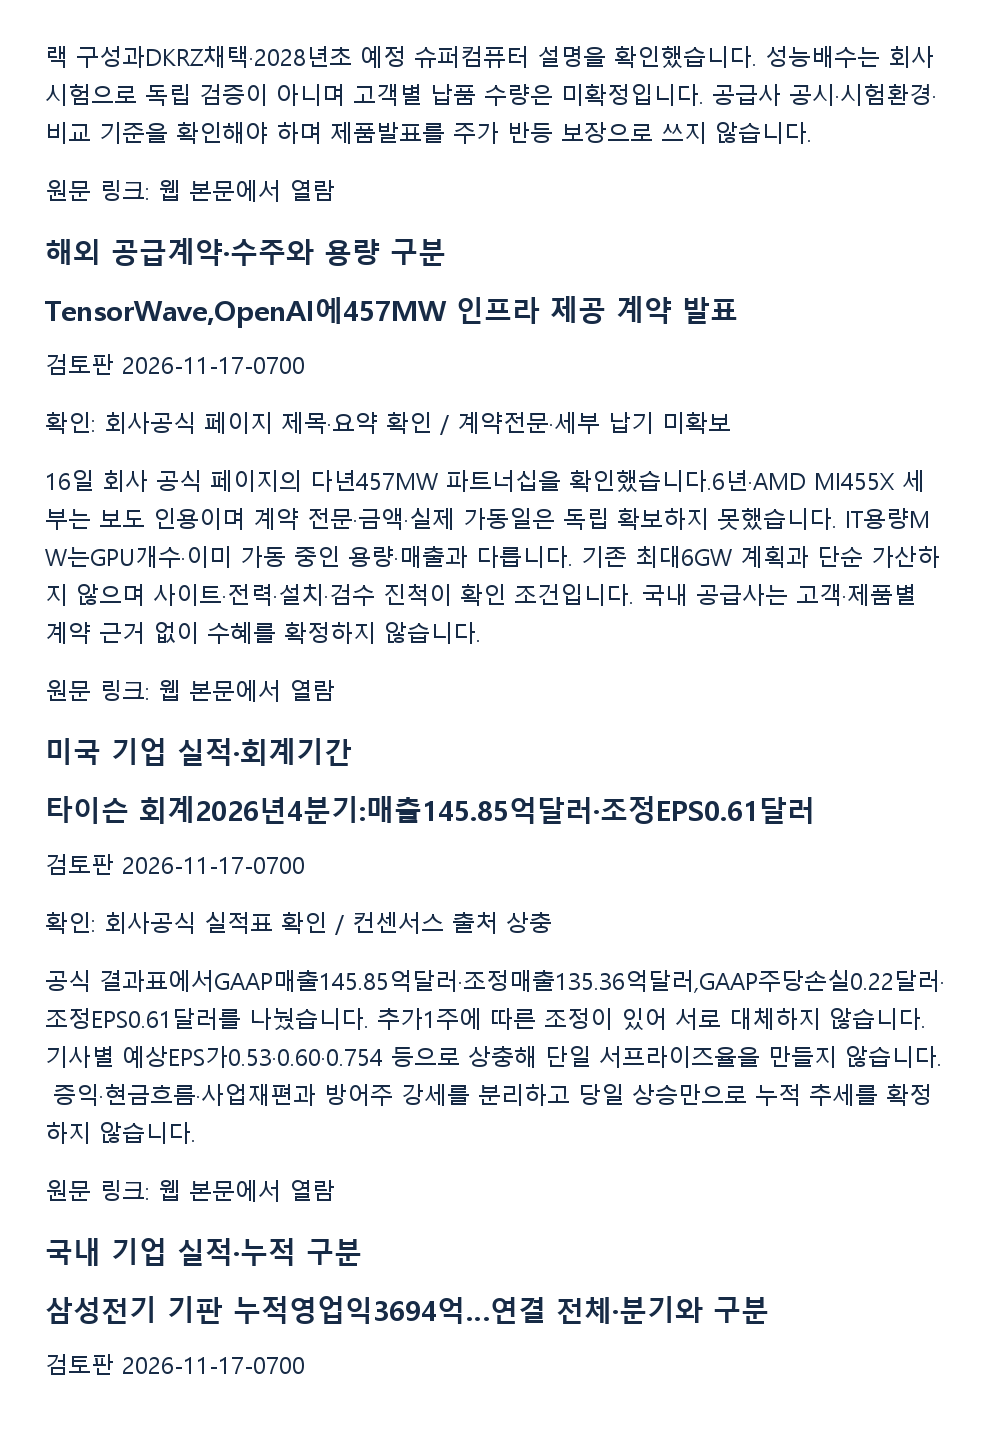 랙 구성과DKRZ채택·2028년초 예정 슈퍼컴퓨터 설명을 확인했습니다. 성능배수는 회사
시험으로 독립 검증이 아니며 고객별 납품 수량은 미확정입니다. 공급사 공시·시험환경·
비교 기준을 확인해야 하며 제품발표를 주가 반등 보장으로 쓰지 않습니다.
원문 링크: 웹 본문에서 열람
해외 공급계약·수주와 용량 구분
TensorWave,OpenAI에457MW 인프라 제공 계약 발표
검토판 2026-11-17-0700
확인: 회사공식 페이지 제목·요약 확인 / 계약전문·세부 납기 미확보
16일 회사 공식 페이지의 다년457MW 파트너십을 확인했습니다.6년·AMD MI455X 세
부는 보도 인용이며 계약 전문·금액·실제 가동일은 독립 확보하지 못했습니다. IT용량M
W는GPU개수·이미 가동 중인 용량·매출과 다릅니다. 기존 최대6GW 계획과 단순 가산하
지 않으며 사이트·전력·설치·검수 진척이 확인 조건입니다. 국내 공급사는 고객·제품별
계약 근거 없이 수혜를 확정하지 않습니다.
원문 링크: 웹 본문에서 열람
미국 기업 실적·회계기간
타이슨 회계2026년4분기:매출145.85억달러·조정EPS0.61달러
검토판 2026-11-17-0700
확인: 회사공식 실적표 확인 / 컨센서스 출처 상충
공식 결과표에서GAAP매출145.85억달러·조정매출135.36억달러,GAAP주당손실0.22달러·
조정EPS0.61달러를 나눴습니다. 추가1주에 따른 조정이 있어 서로 대체하지 않습니다.
기사별 예상EPS가0.53·0.60·0.754 등으로 상충해 단일 서프라이즈율을 만들지 않습니다.
증익·현금흐름·사업재편과 방어주 강세를 분리하고 당일 상승만으로 누적 추세를 확정
하지 않습니다.
원문 링크: 웹 본문에서 열람
국내 기업 실적·누적 구분
삼성전기 기판 누적영업익3694억…연결 전체·분기와 구분
검토판 2026-11-17-0700